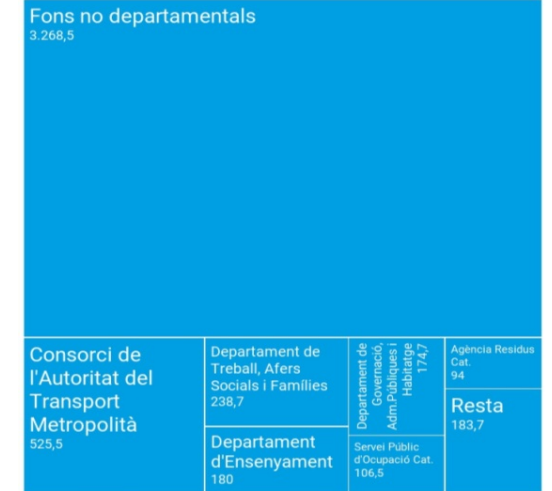 Fons no departamentals
3.268,5
Consorci de
l'Autoritat del
Transport
Metropolità
525,5
Departament de
Treball, Afers
Socials i Famílies
238,7
Departament
d'Ensenyament
180
Departament de
Governació,
Adm.Públiques i
Habitatge
174,7
Servei Públic
d'Ocupació Cat.
106,5
Agència Residus
Cat.
94
Resta
183,7